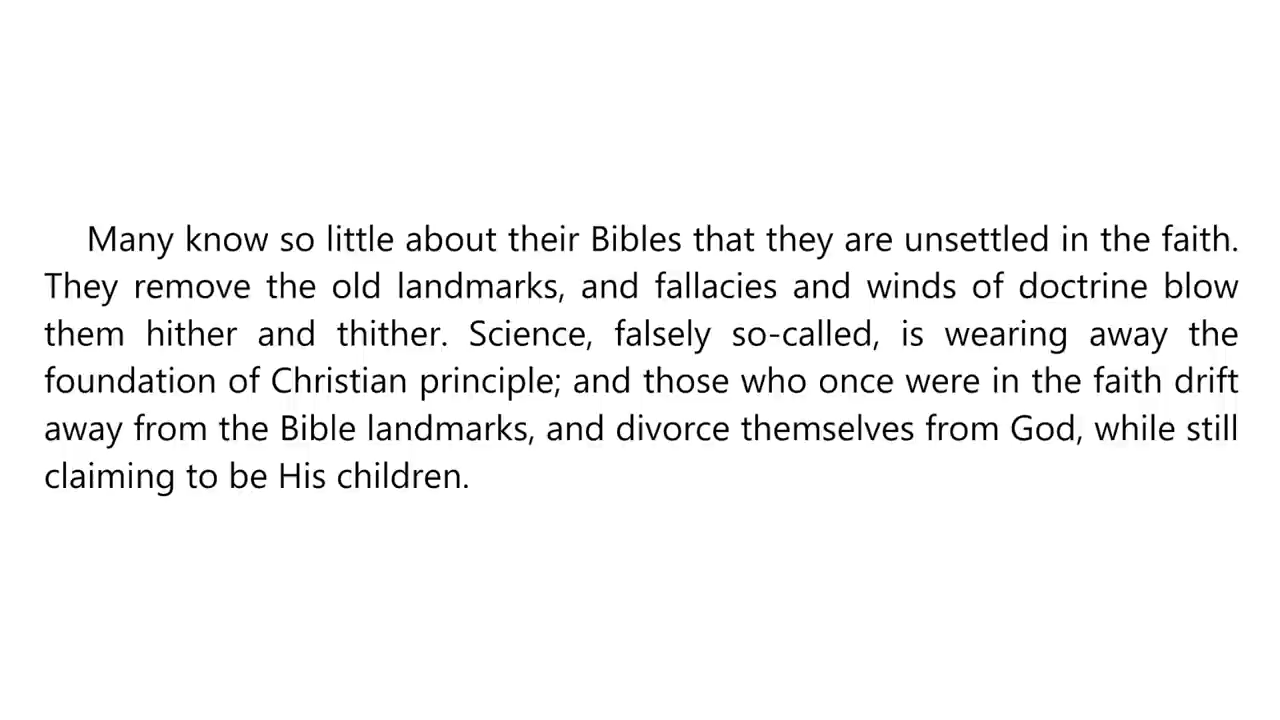 Many know so little about their Bibles that they are unsettled in the faith.
They remove the old landmarks, and fallacies and winds of doctrine blow
them hither and thither. Science, falsely so-called, is wearing away the
foundation of Christian principle; and those who once were in the faith drift
away from the Bible landmarks, and divorce themselves from God, while still
claiming to be His children.